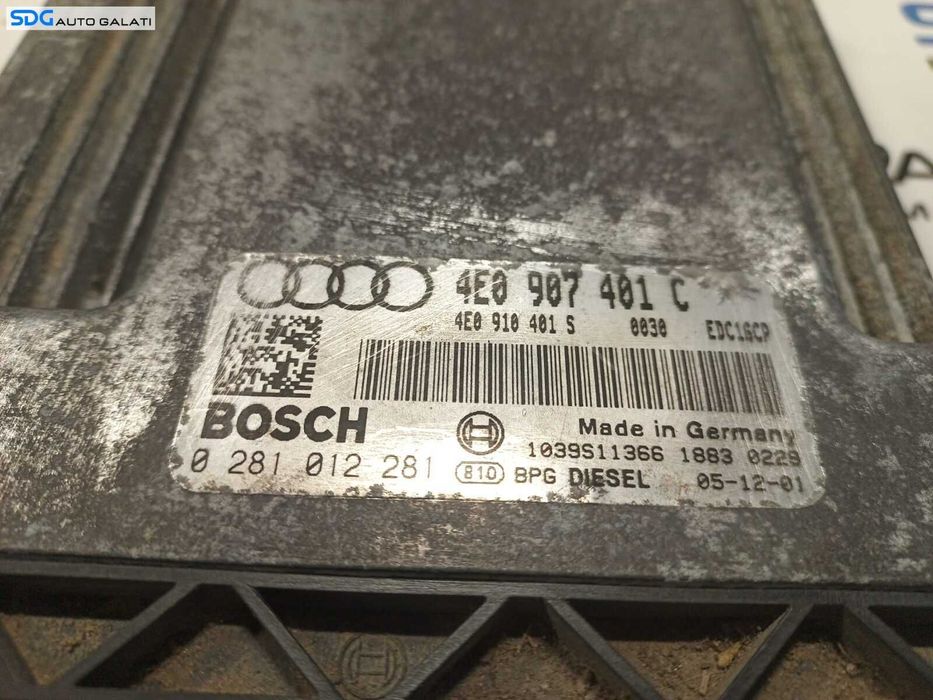 SDG AUTO GALATI
4E0 907 401 C
4E0 910 401 S 0030 EDC16CP
BOSCH
Made in Germany
1039S11366 1883 0229
0 281 012 281 810 BPG DIESEL 05-12-01